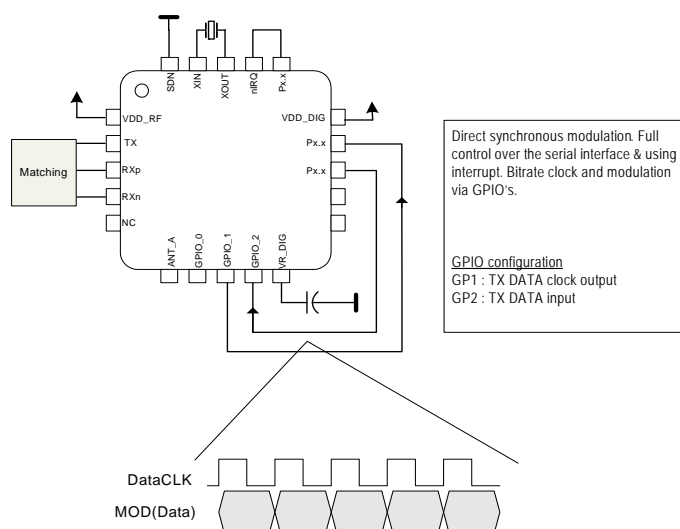 SDN
XIN
XOUT
nIRQ
Px.x
VDD_RF
VDD_DIG
TX
Px.x
Matching
RXp
Px.x
RXn
NC
ANT_A
GPIO_0
GPIO_1
GPIO_2
VR_DIG
Direct synchronous modulation. Full
control over the serial interface & using
interrupt. Bitrate clock and modulation
via GPIO's.
GPIO configuration
GP1 : TX DATA clock output
GP2 : TX DATA input
DataCLK
MOD(Data)